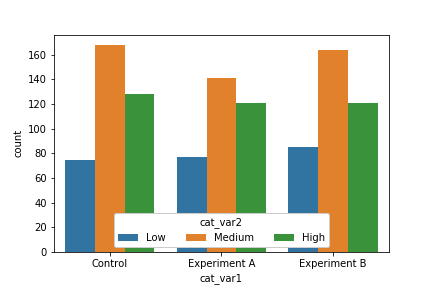 160
140
120
100
80
60
40
20
0
count
cat_var2
Low Medium High
Control Experiment A Experiment B
cat_var1